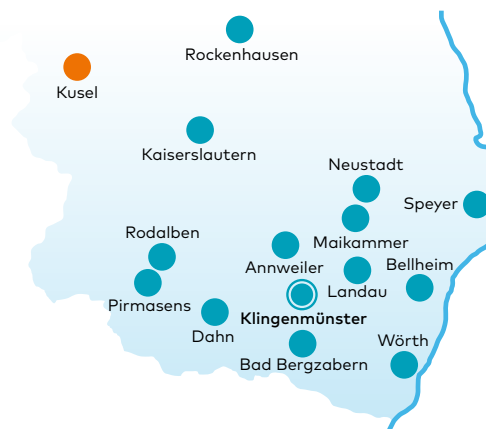 Rockenhausen
Kusel
Kaiserslautern
Neustadt
Speyer
Rodalben
Maikammer
Annweiler
Bellheim
Landau
Pirmasens
Klingenmünster
Dahn
Wörth
Bad Bergzabern